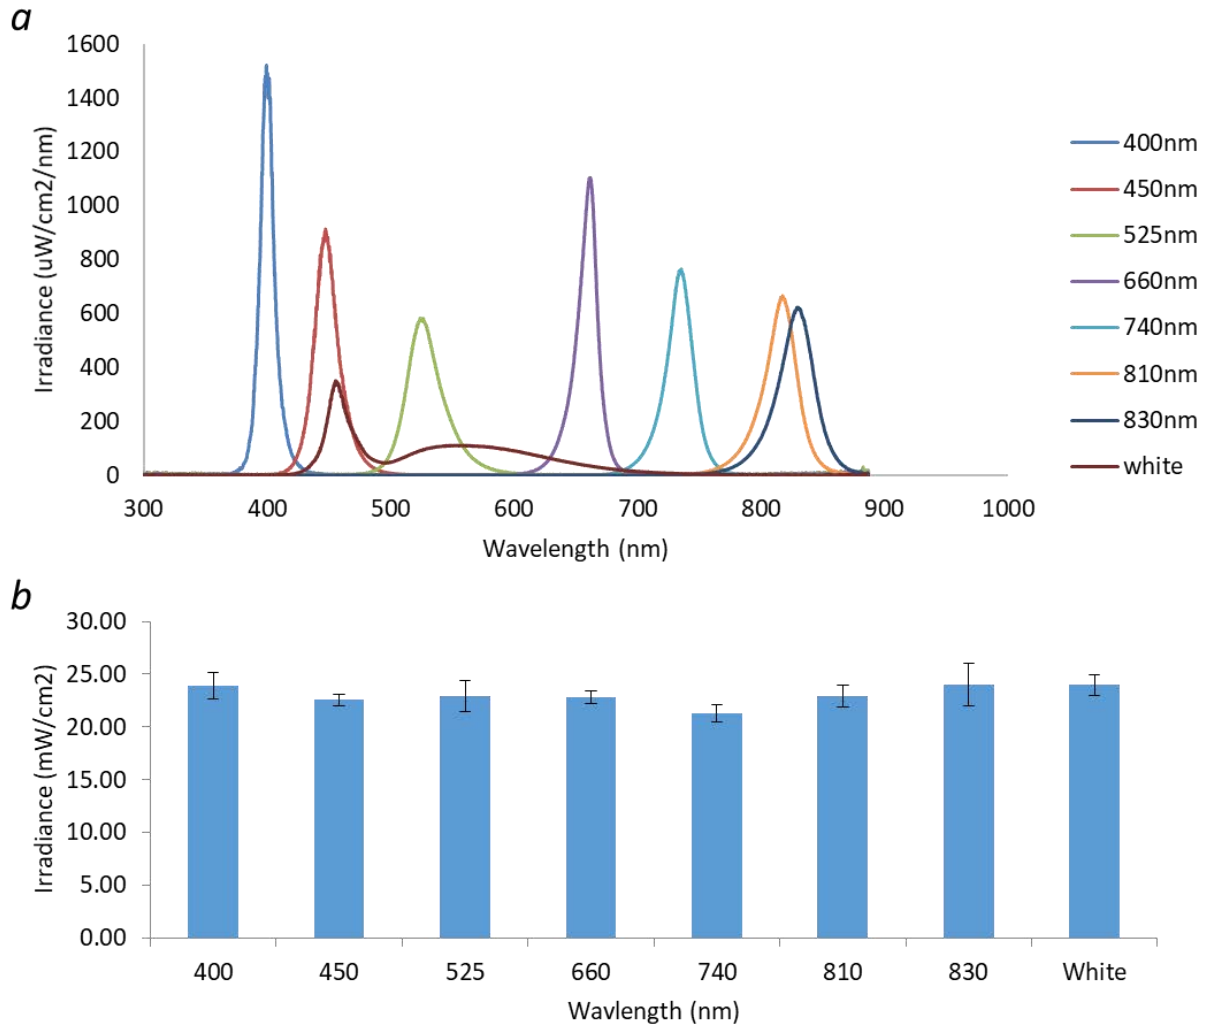 a
1600
1400
1200
1000
800
600
400
200
0
Irradiance (uW/cm2/nm)
300 400 500 600 700 800 900 1000
Wavelength (nm)
400nm
450nm
525nm
660nm
740nm
810nm
830nm
white
b
30.00
25.00
20.00
15.00
10.00
5.00
0.00
Irradiance (mW/cm2)
400 450 525 660 740 810 830 White
Wavlength (nm)